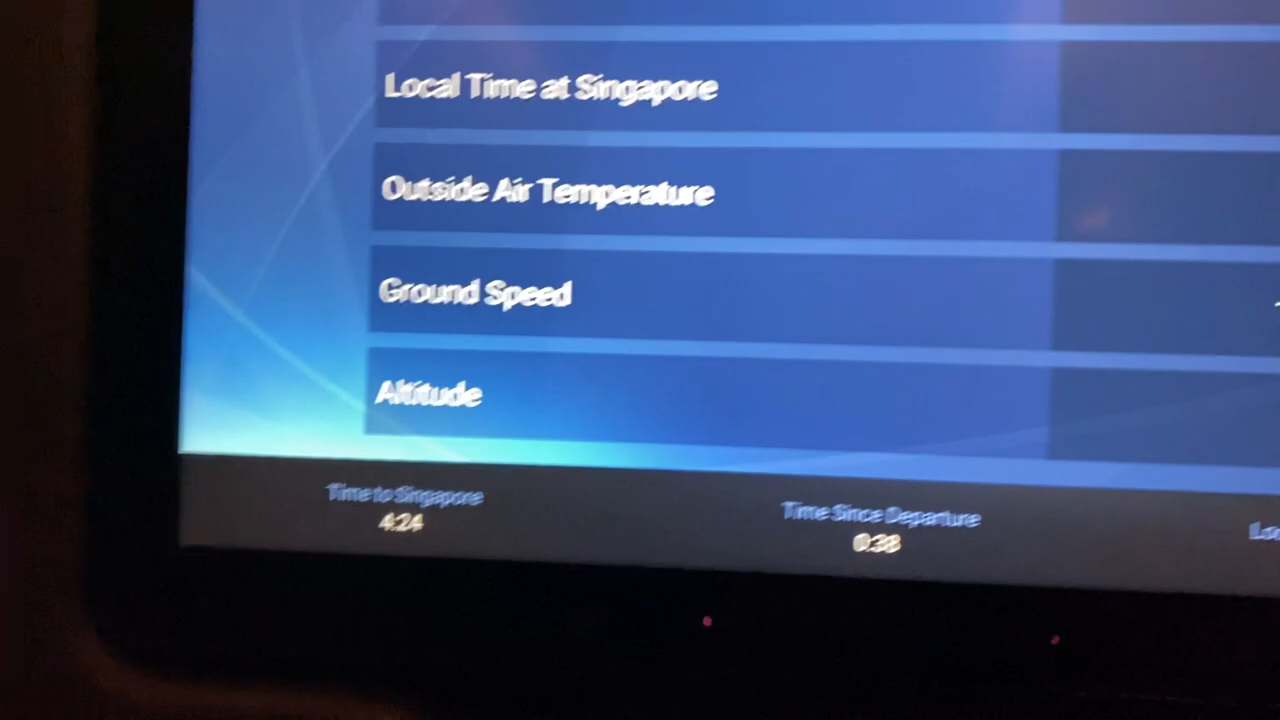 Local Time at Singapore
Outside Air Temperature
Ground Speed
Altitude
Time to Singapore
4:24
Time Since Departure
0:38